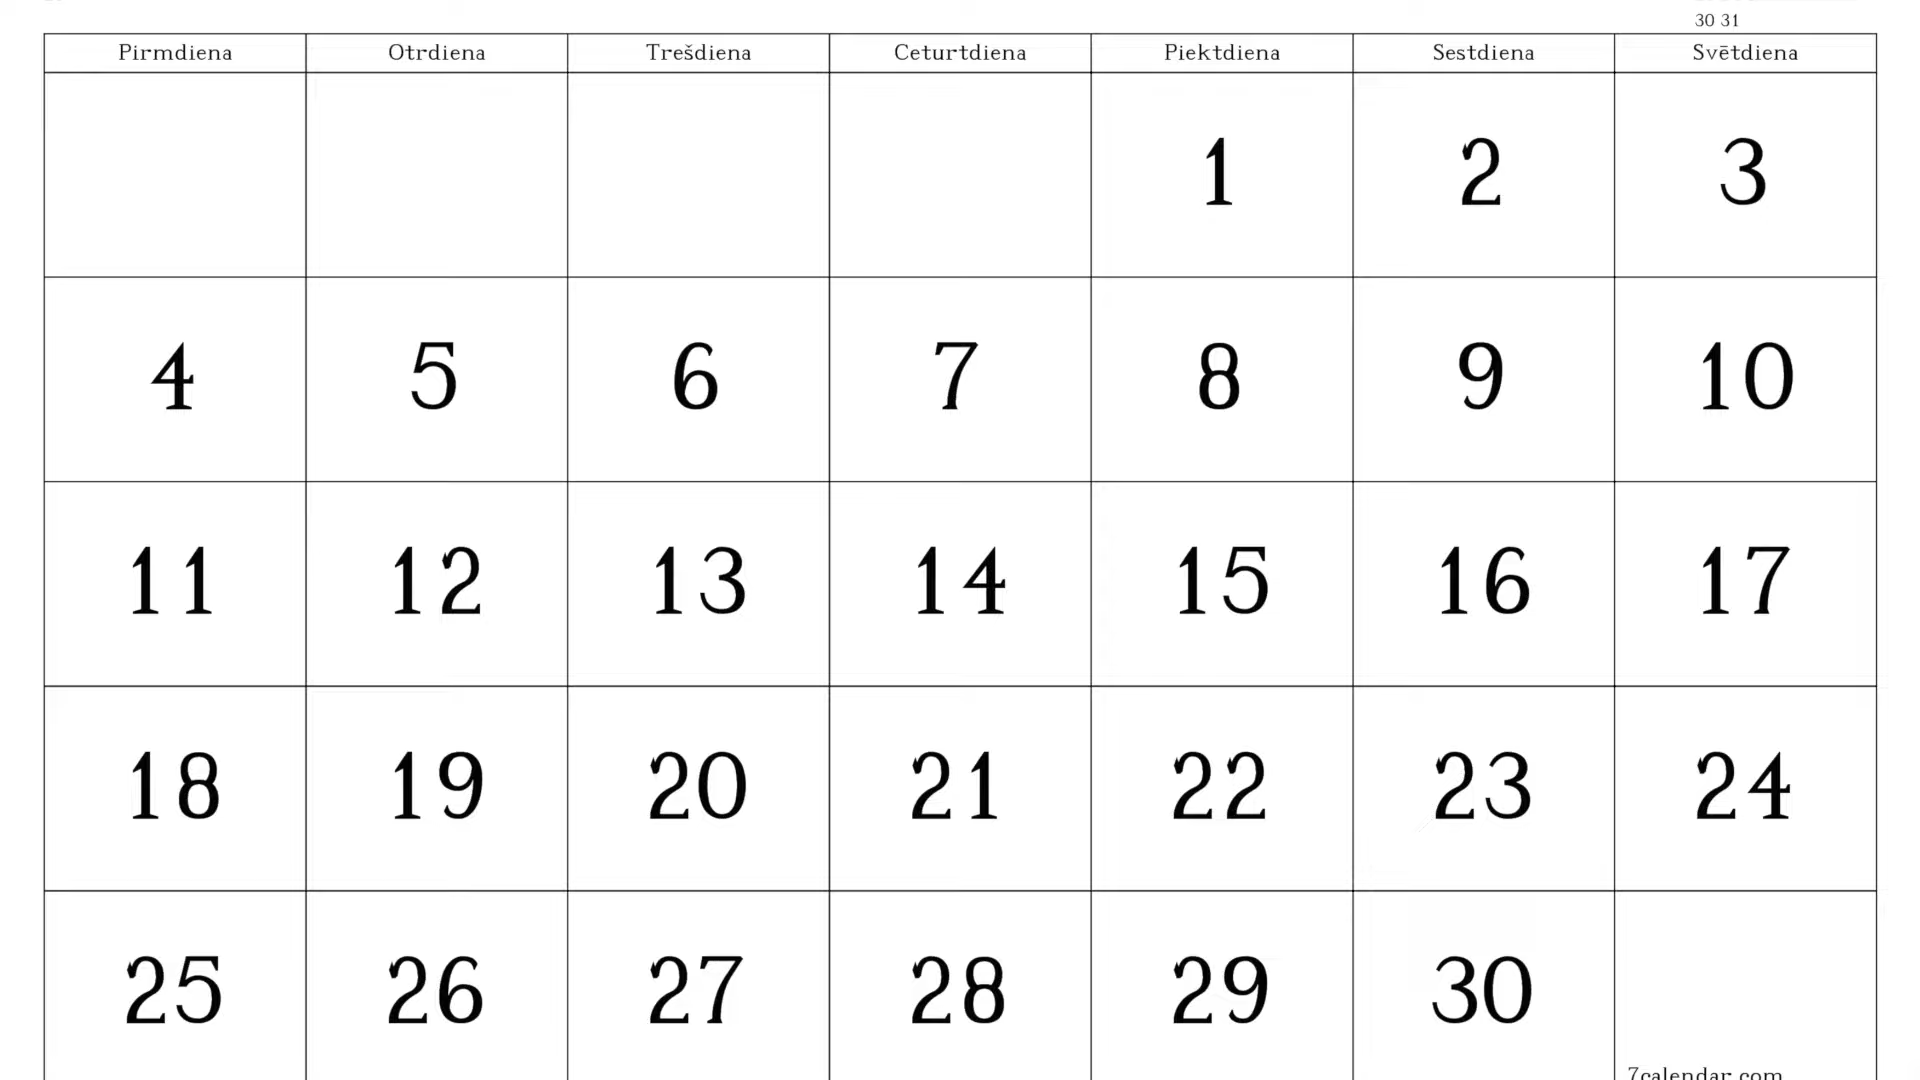 30 31
Pirmdiena Otrdiena Trešdiena Ceturtdiena Piektdiena Sestdiena Svētdiena
1 2 3
4 5 6 7 8 9 10
11 12 13 14 15 16 17
18 19 20 21 22 23 24
25 26 27 28 29 30
7calendar.com